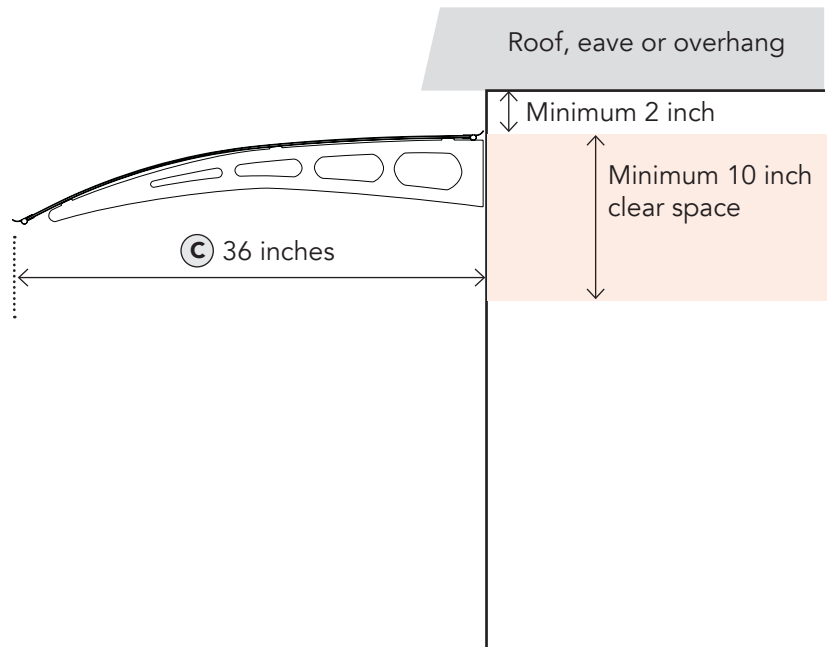 Roof, eave or overhang
Minimum 2 inch
Minimum 10 inch
clear space
C 36 inches